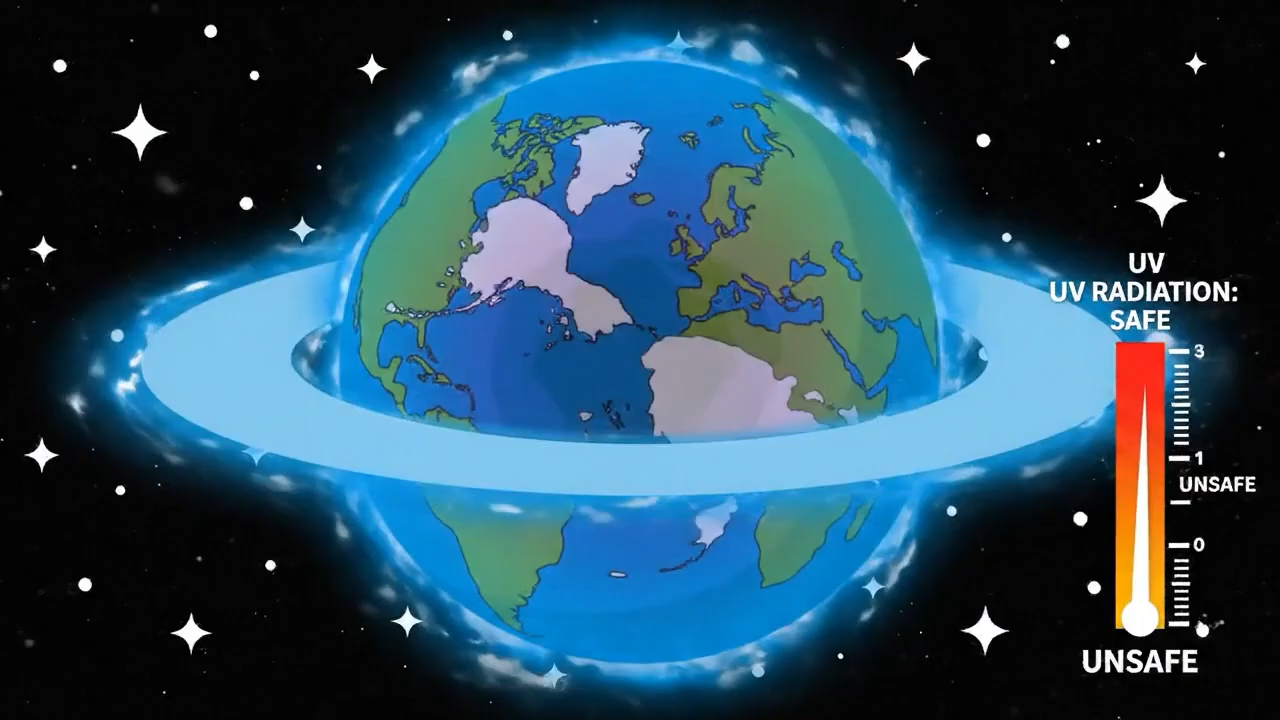 UV
UV RADIATION:
SAFE
3
1
UNSAFE
0
UNSAFE